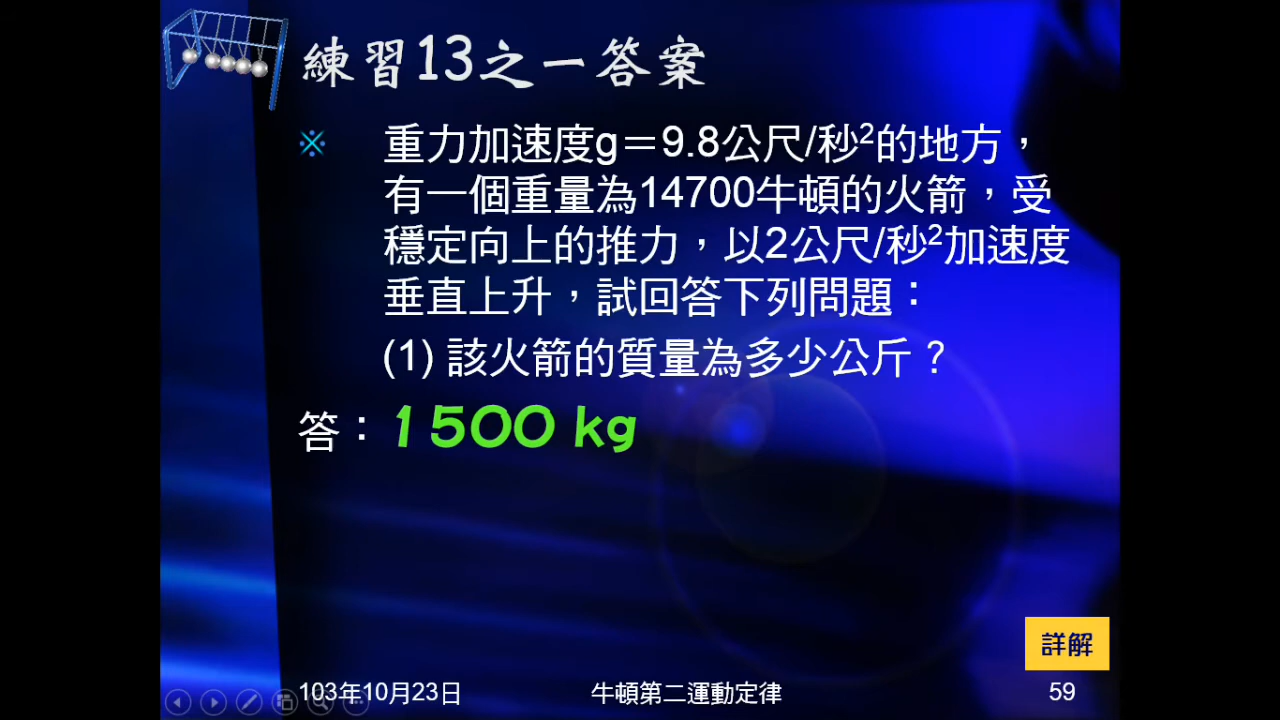 練習13之一答案
※ 重力加速度g＝9.8公尺/秒²的地方，
有一個重量為14700牛頓的火箭，受
穩定向上的推力，以2公尺/秒²加速度
垂直上升，試回答下列問題：
(1) 該火箭的質量為多少公斤？
答：1500 kg
詳解
103年10月23日 牛頓第二運動定律 59